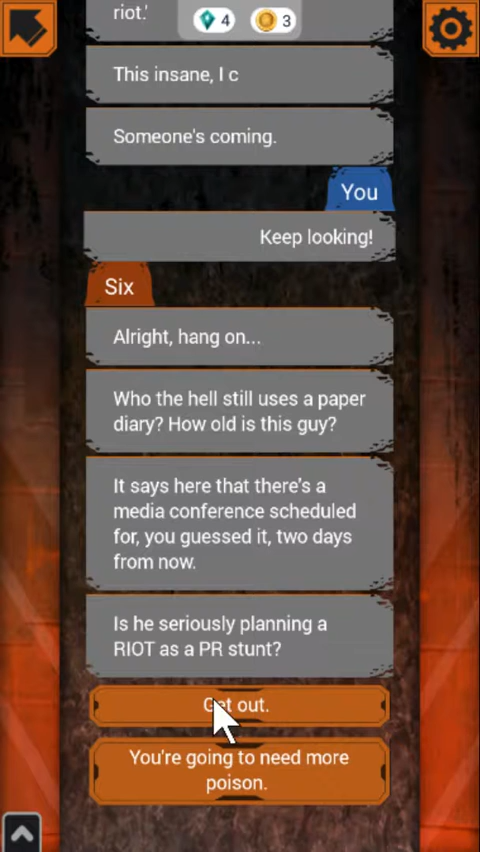 riot.'
4
3
This insane, I c
Someone's coming.
You
Keep looking!
Six
Alright, hang on...
Who the hell still uses a paper
diary? How old is this guy?
It says here that there's a
media conference scheduled
for, you guessed it, two days
from now.
Is he seriously planning a
RIOT as a PR stunt?
Get out.
You're going to need more
poison.